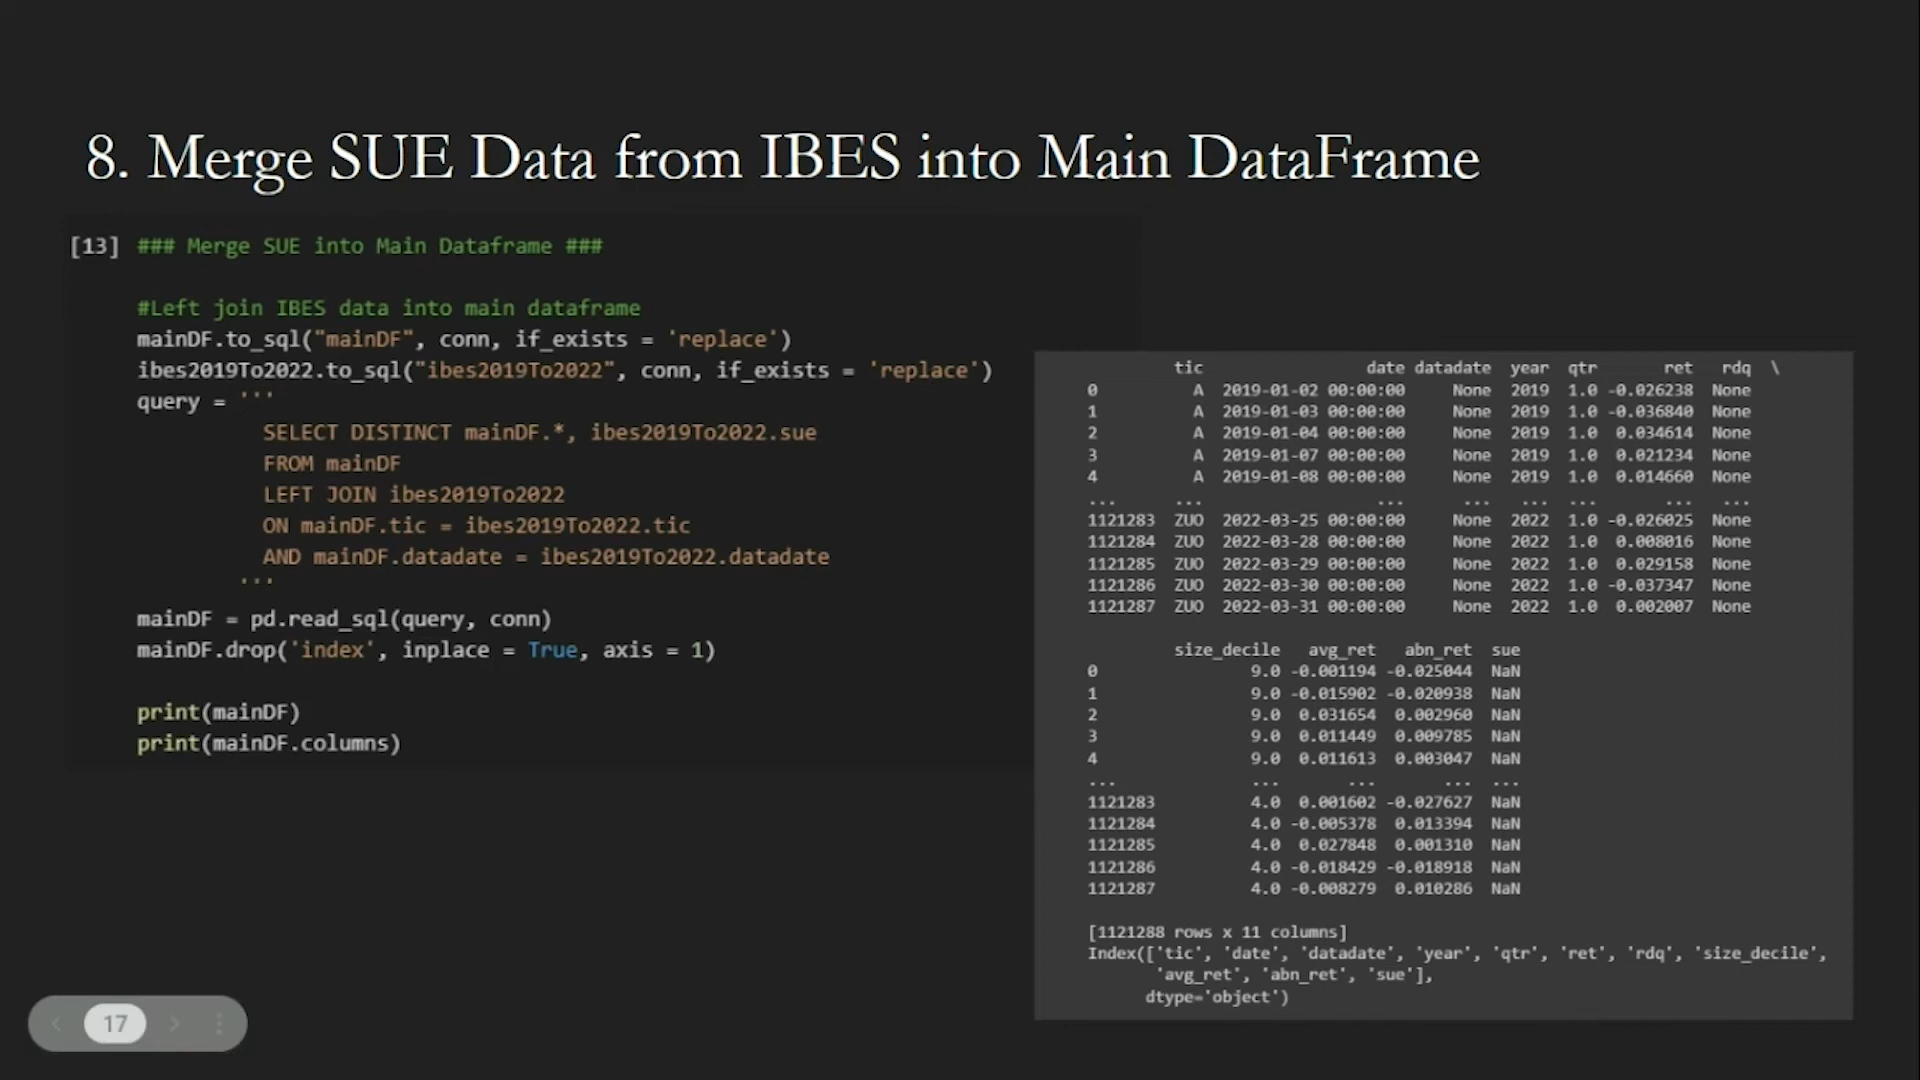 8. Merge SUE Data from IBES into Main DataFrame
[13] ### Merge SUE into Main Dataframe ###
#Left join IBES data into main dataframe
mainDF.to_sql("mainDF", conn, if_exists = 'replace')
ibes2019To2022.to_sql("ibes2019To2022", conn, if_exists = 'replace')
query = '''
SELECT DISTINCT mainDF.*, ibes2019To2022.sue
FROM mainDF
LEFT JOIN ibes2019To2022
ON mainDF.tic = ibes2019To2022.tic
AND mainDF.datadate = ibes2019To2022.datadate
'''
mainDF = pd.read_sql(query, conn)
mainDF.drop('index', inplace = True, axis = 1)
print(mainDF)
print(mainDF.columns)
tic date datadate year qtr ret rdq \
0 A 2019-01-02 00:00:00 None 2019 1.0 -0.026238 None
1 A 2019-01-03 00:00:00 None 2019 1.0 -0.036840 None
2 A 2019-01-04 00:00:00 None 2019 1.0 0.034614 None
3 A 2019-01-07 00:00:00 None 2019 1.0 0.021234 None
4 A 2019-01-08 00:00:00 None 2019 1.0 0.014660 None
... ... ... ... ... ... ... ...
1121283 ZUO 2022-03-25 00:00:00 None 2022 1.0 -0.026025 None
1121284 ZUO 2022-03-28 00:00:00 None 2022 1.0 0.008016 None
1121285 ZUO 2022-03-29 00:00:00 None 2022 1.0 0.029158 None
1121286 ZUO 2022-03-30 00:00:00 None 2022 1.0 -0.037347 None
1121287 ZUO 2022-03-31 00:00:00 None 2022 1.0 0.002007 None
size_decile avg_ret abn_ret sue
0 9.0 -0.001194 -0.025044 NaN
1 9.0 -0.015902 -0.020938 NaN
2 9.0 0.031654 0.002960 NaN
3 9.0 0.011449 0.009785 NaN
4 9.0 0.011613 0.003047 NaN
... ... ... ... ...
1121283 4.0 0.001602 -0.027627 NaN
1121284 4.0 -0.005378 0.013394 NaN
1121285 4.0 0.027848 0.001310 NaN
1121286 4.0 -0.018429 -0.018918 NaN
1121287 4.0 -0.008279 0.010286 NaN
[1121288 rows x 11 columns]
Index(['tic', 'date', 'datadate', 'year', 'qtr', 'ret', 'rdq', 'size_decile',
'avg_ret', 'abn_ret', 'sue'],
dtype='object')
17